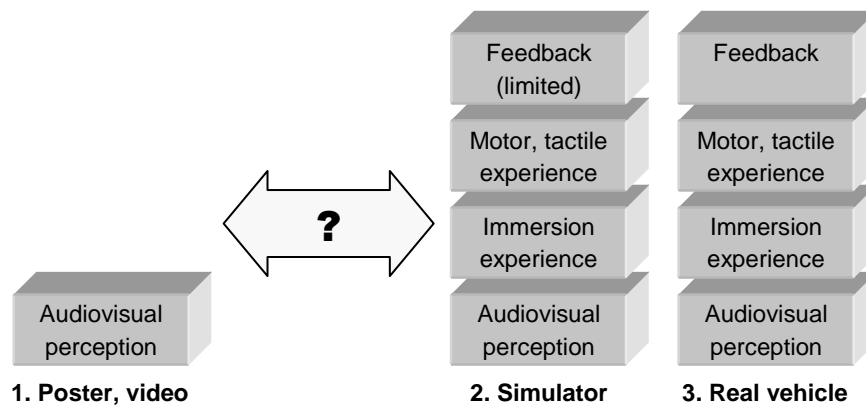 Feedback
(limited)
Feedback
Motor, tactile
experience
Motor, tactile
experience
?
Immersion
experience
Immersion
experience
Audiovisual
perception
Audiovisual
perception
Audiovisual
perception
1. Poster, video
2. Simulator
3. Real vehicle